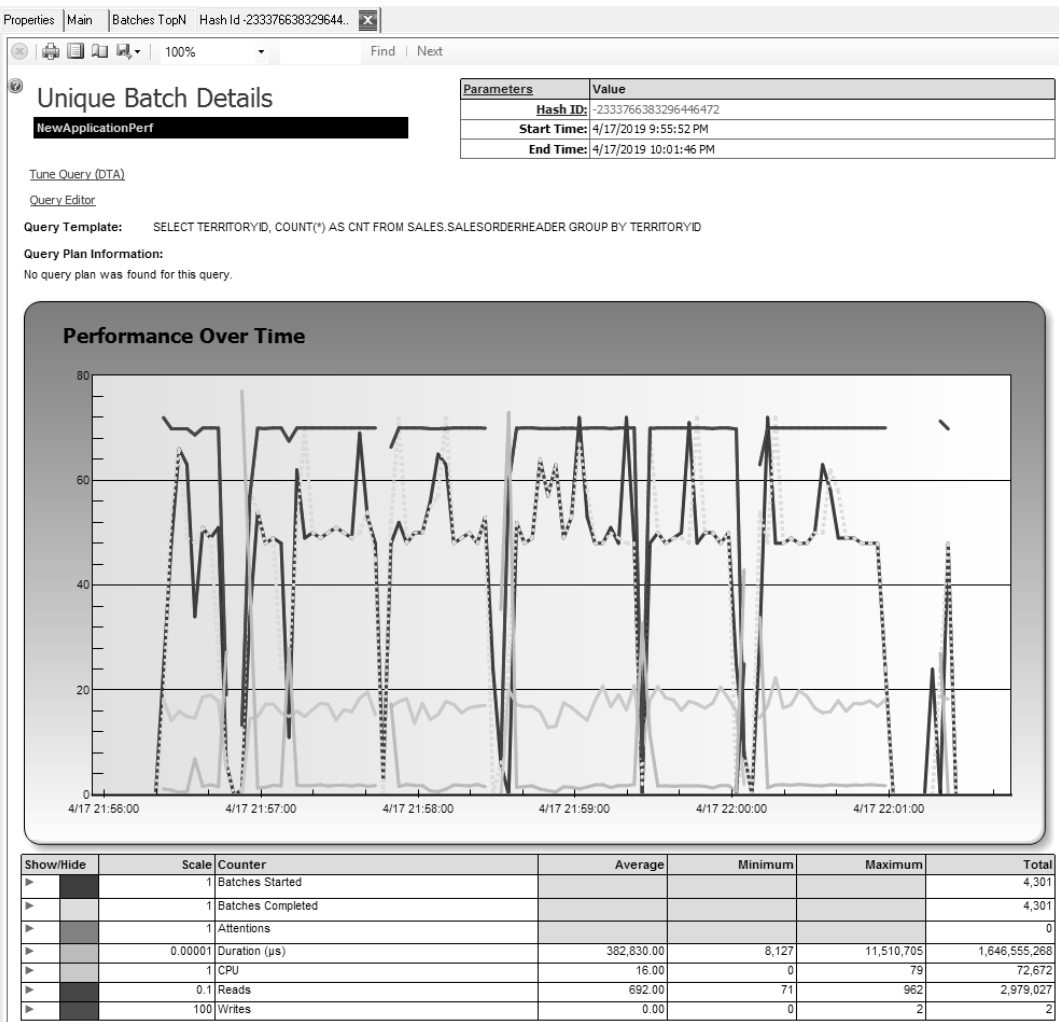 Properties Main Batches TopN Hash Id -233376638329644..
100% Find | Next
Unique Batch Details
NewApplicationPerf
Parameters Value
Hash ID: -2333766383296446472
Start Time: 4/17/2019 9:55:52 PM
End Time: 4/17/2019 10:01:46 PM
Tune Query (DTA)
Query Editor
Query Template: SELECT TERRITORYID, COUNT(*) AS CNT FROM SALES.SALESORDERHEADER GROUP BY TERRITORYID
Query Plan Information:
No query plan was found for this query.
Performance Over Time
80
60
40
20
0
4/17 21:56:00 4/17 21:57:00 4/17 21:58:00 4/17 21:59:00 4/17 22:00:00 4/17 22:01:00
Show/Hide Scale Counter Average Minimum Maximum Total
1 Batches Started 4,301
1 Batches Completed 4,301
1 Attentions 0
0.00001 Duration (µs) 382,830.00 8,127 11,510,705 1,646,555,268
1 CPU 16.00 0 79 72,672
0.1 Reads 692.00 71 962 2,979,027
100 Writes 0.00 0 2 2